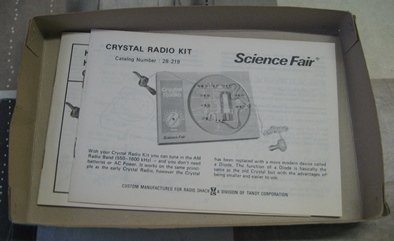 CRYSTAL RADIO KIT
Catalog Number: 28-219
Science Fair®
Science Fair
With your Crystal Radio Kit you can tune in the AM
Radio Band (550-1600 kHz) — and you don't need
batteries or AC Power. It works on the same princi-
ple as the early Crystal radio, however the Crystal
has been replaced with a more modern device called
a Diode. The function of a Diode is basically the
same as the old Crystal but with the advantages of
being smaller and easier to use.
CUSTOM MANUFACTURED FOR RADIO SHACK A DIVISION OF TANDY CORPORATION